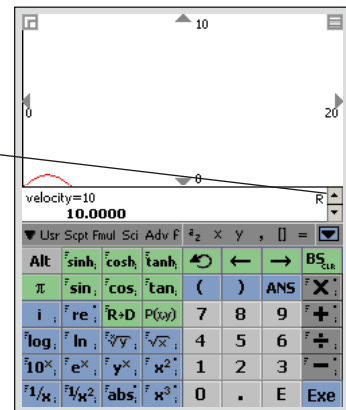 10
0 20
0
velocity=10 R
10.0000
Usr Scpt Fmul Sci Adv F a z x y , [] =
Alt sinh cosh tanh ← → BS CLR
π sin cos tan ( ) ANS X
i re R→D P(x,y) 7 8 9 +
log ln ˣ√y √x 4 5 6 ÷
10ˣ eˣ yˣ x² 1 2 3 −
1/x 1/x² abs x³ 0 . E Exe